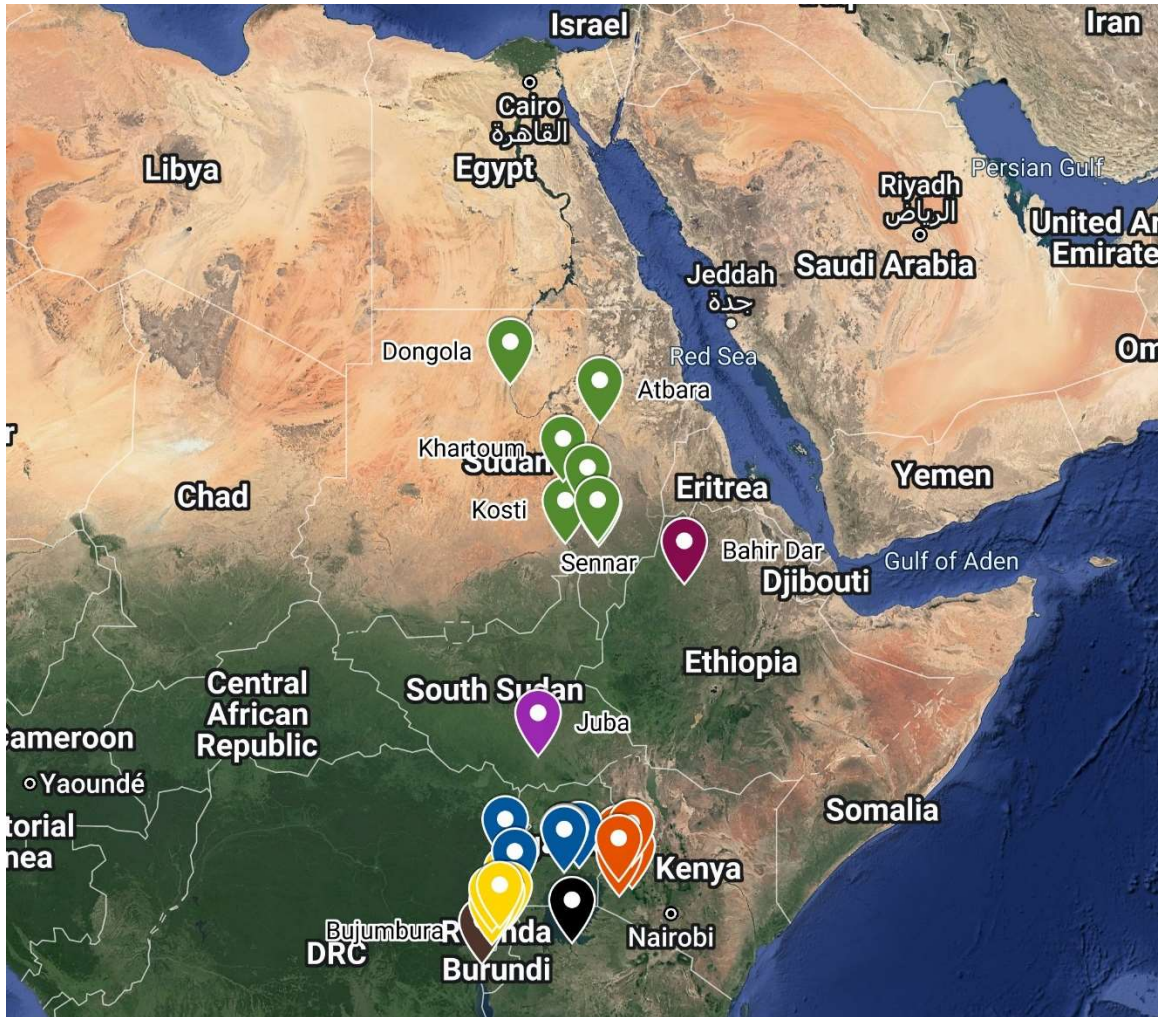 Israel
Iran
Cairo
القاهرة
Libya
Egypt
Persian Gulf
Riyadh
الرياض
United Ar
Emirate
Jeddah
جدة
Saudi Arabia
Dongola
Red Sea
Om
Atbara
Khartoum
Sudan
Chad
Kosti
Eritrea
Yemen
Sennar
Bahir Dar
Gulf of Aden
Djibouti
Central
African
Republic
South Sudan
Ethiopia
Juba
Cameroon
Yaoundé
torial
nea
Somalia
Kenya
Bujumbura
Nairobi
DRC
Burundi